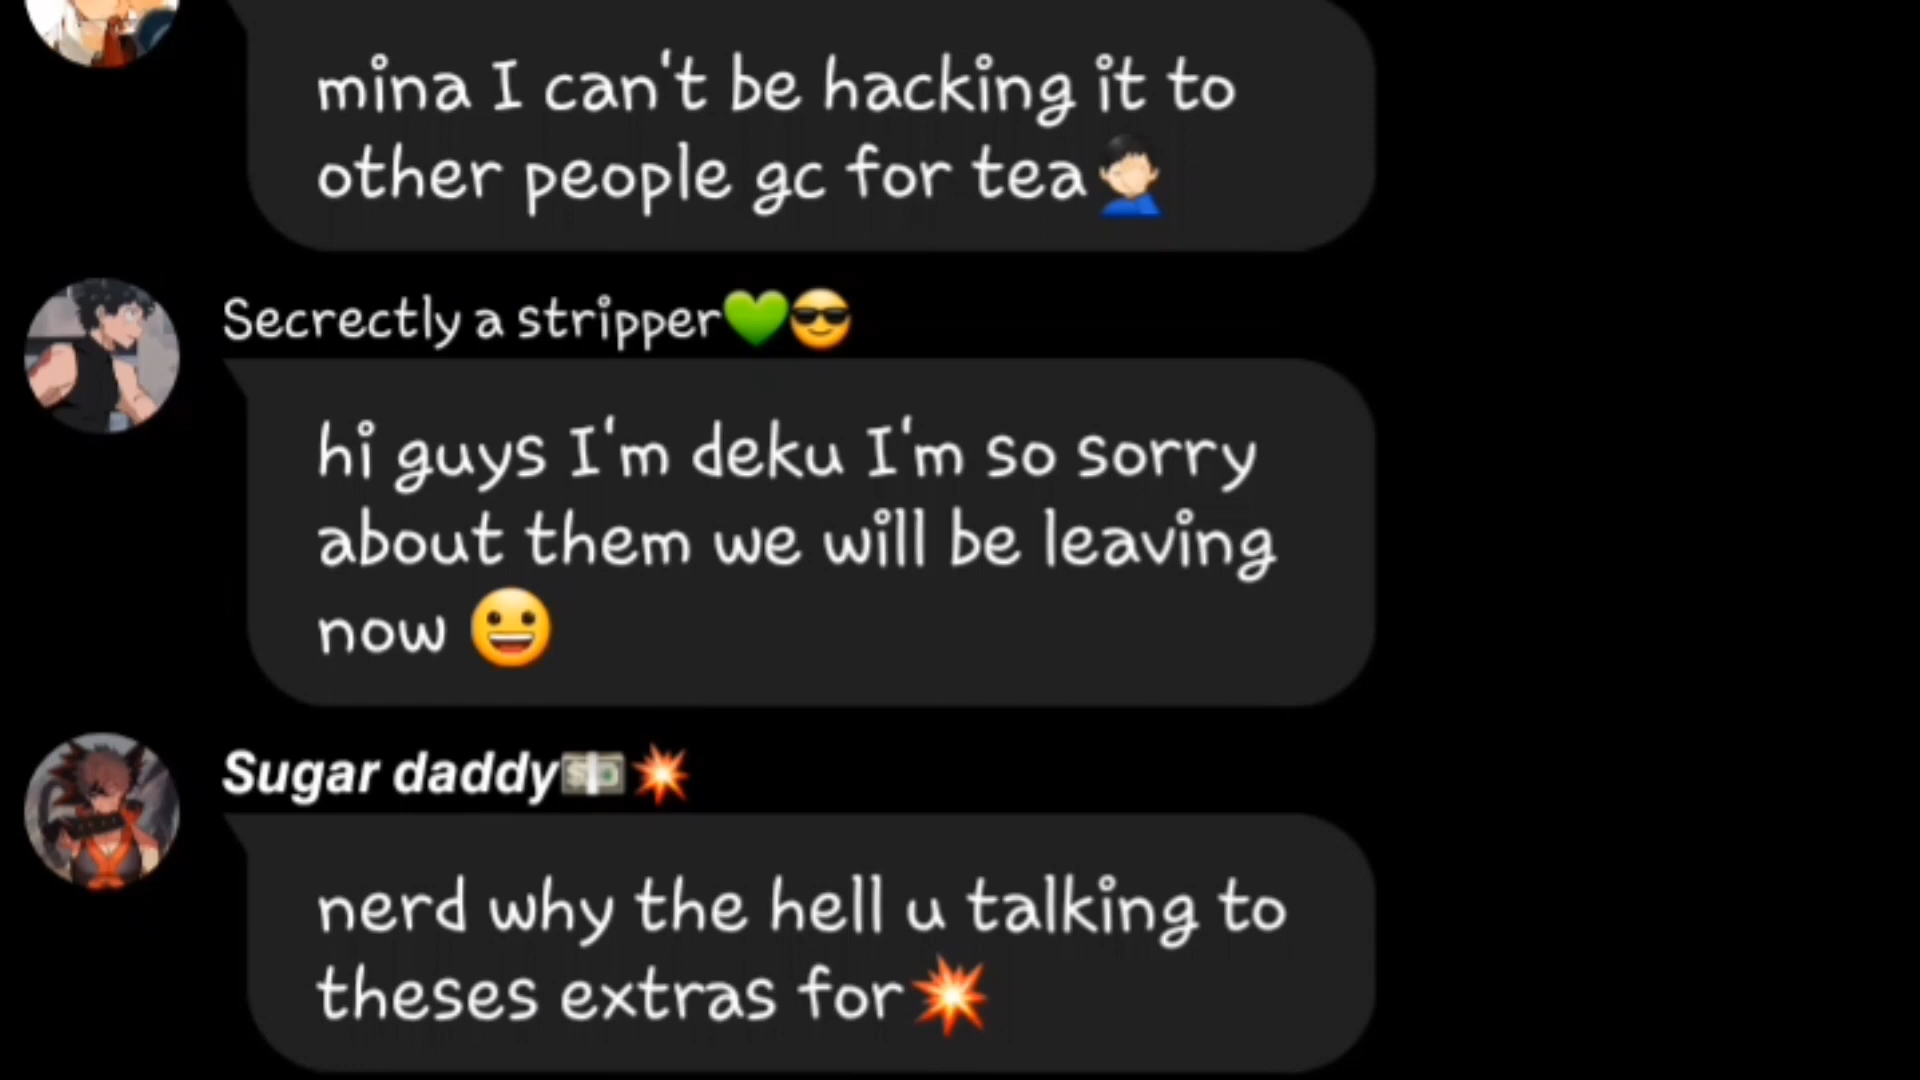 mina I can't be hacking it to
other people gc for tea🤦🏻‍♂️
Secrectly a stripper💚😎
hi guys I'm deku I'm so sorry
about them we will be leaving
now 😀
Sugar daddy💵💥
nerd why the hell u talking to
theses extras for💥